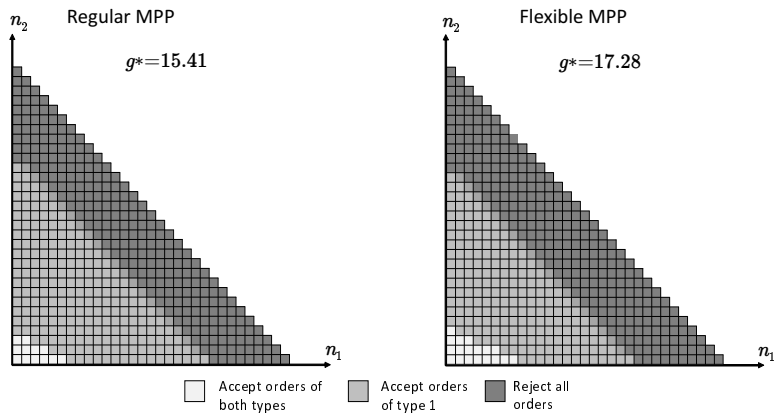 Regular MPP
Flexible MPP
n₂
n₂
g*=15.41
g*=17.28
n₁
n₁
Accept orders of
both types
Accept orders
of type 1
Reject all
orders